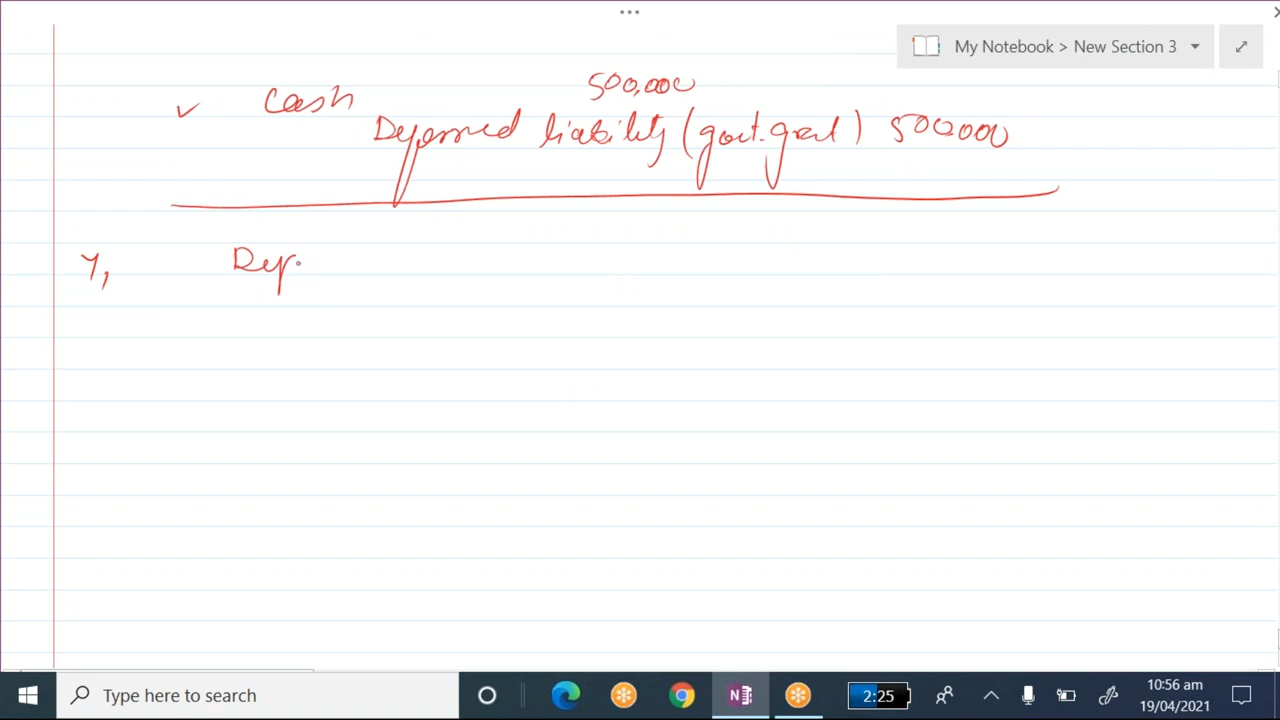 My Notebook > New Section 3
✓ Cash 500,000
Deferred liability (govt. grant) 500000
Y1 Dep.
Type here to search
2:25
10:56 am
19/04/2021